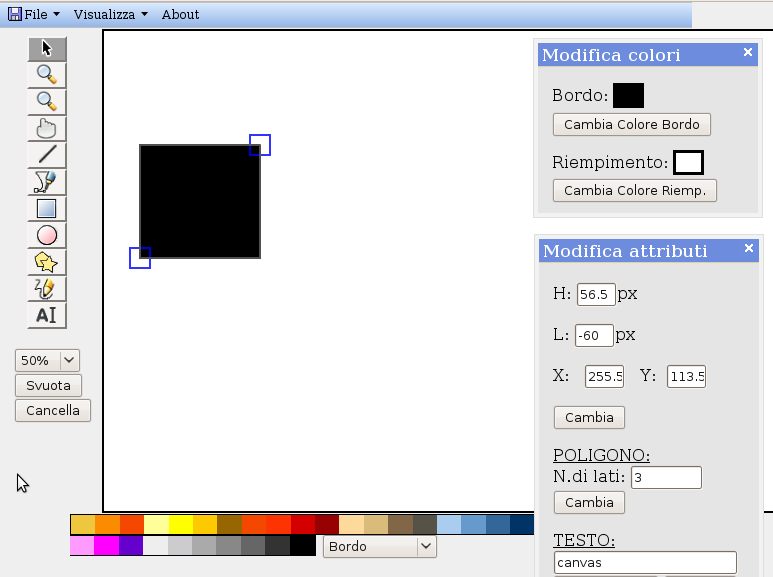 File Visualizza About
Modifica colori
Bordo:
Cambia Colore Bordo
Riempimento:
Cambia Colore Riemp.
Modifica attributi
H: 56.5 px
L: -60 px
X: 255.5 Y: 113.5
Cambia
POLIGONO:
N.di lati: 3
Cambia
TESTO:
canvas
AI
50%
Svuota
Cancella
Bordo